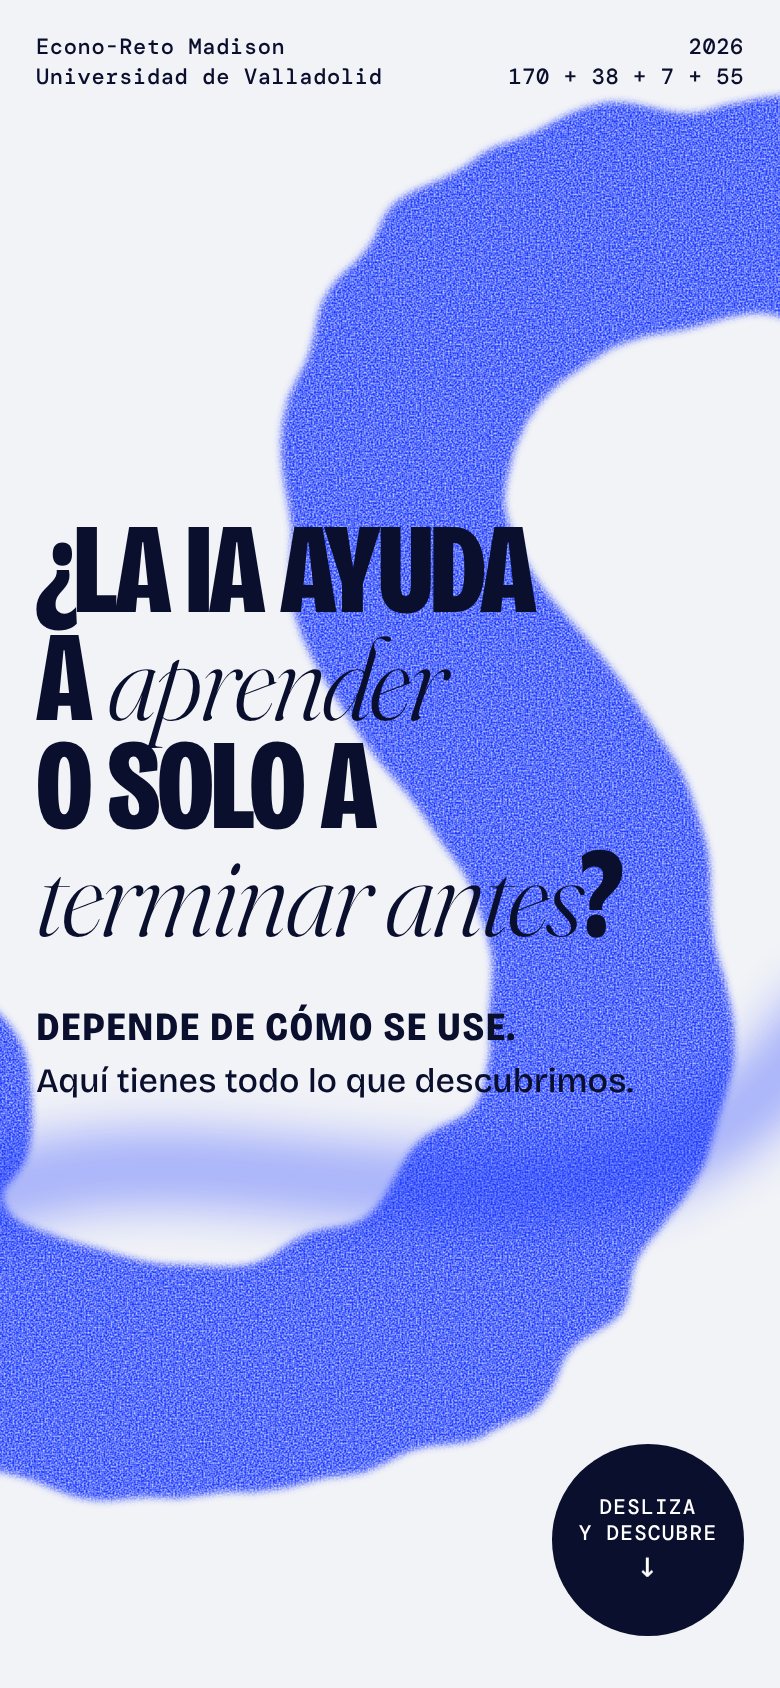 Econo-Reto Madison
Universidad de Valladolid
2026
170 + 38 + 7 + 55
¿LA IA AYUDA
A aprender
O SOLO A
terminar antes?
DEPENDE DE CÓMO SE USE.
Aquí tienes todo lo que descubrimos.
DESLIZA
Y DESCUBRE
↓